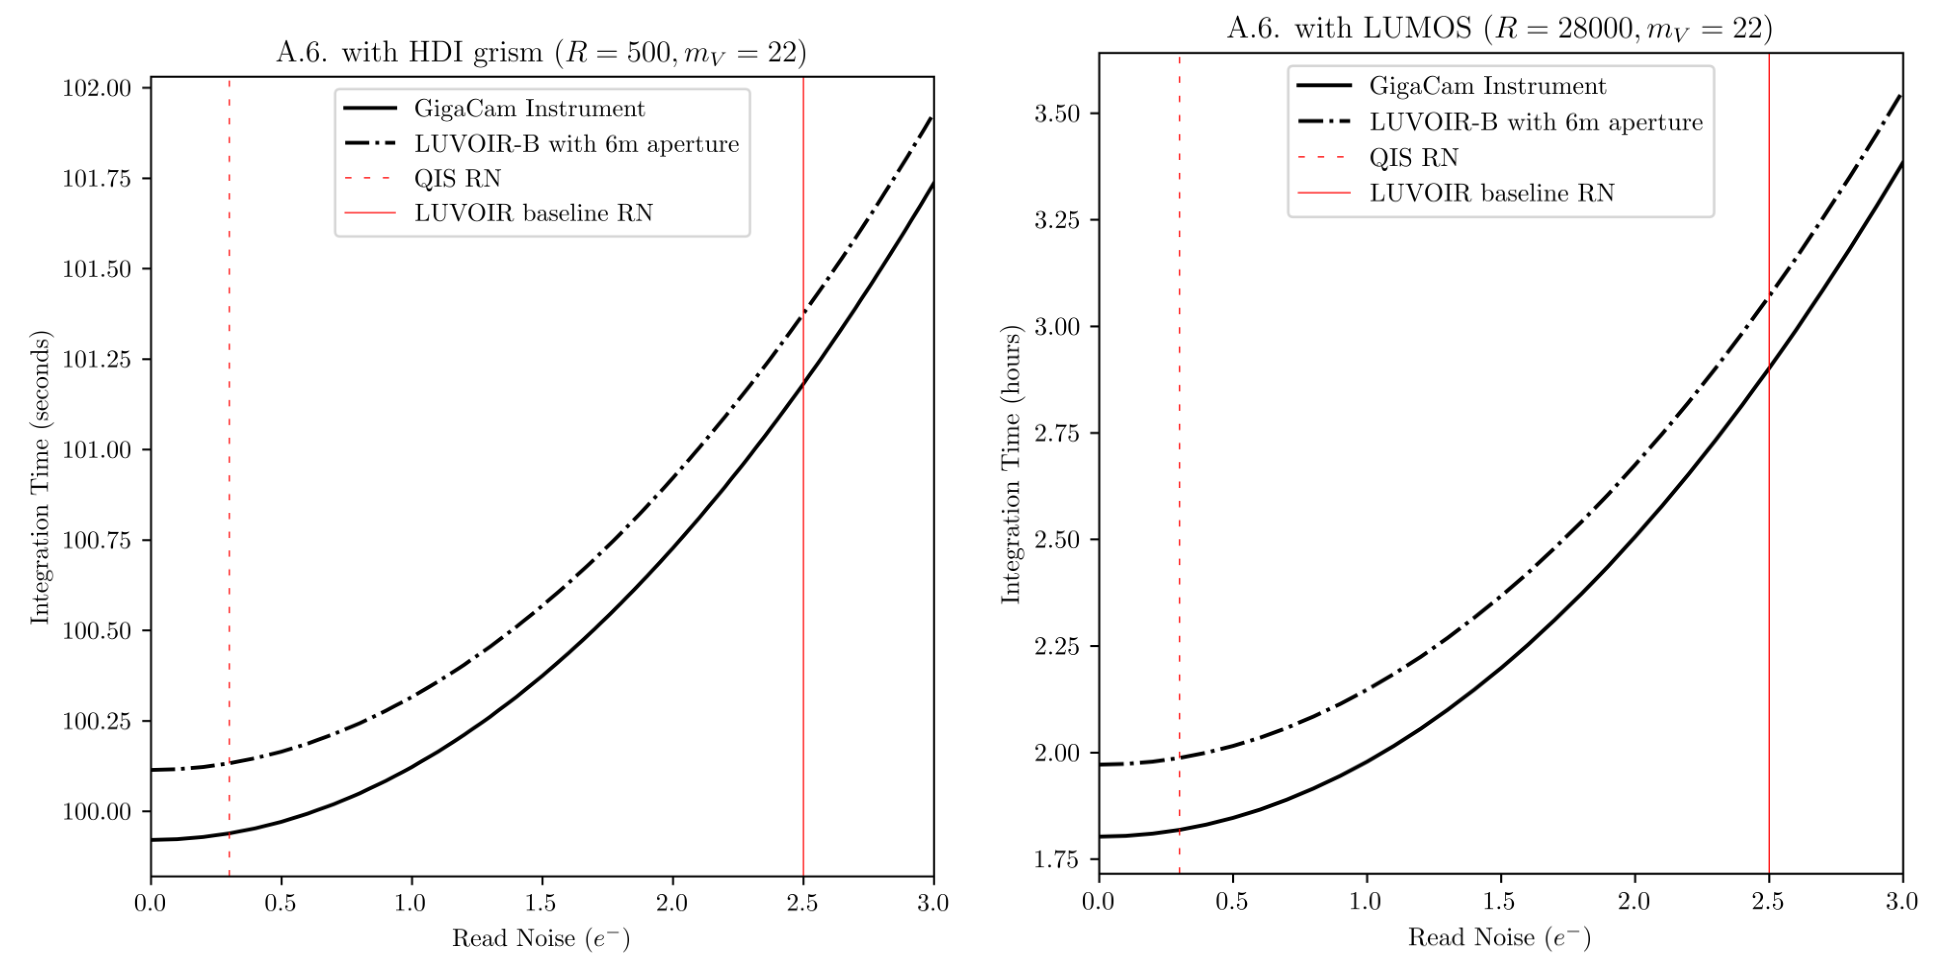 A.6. with HDI grism (R = 500, m_V = 22)
GigaCam Instrument
LUVOIR-B with 6m aperture
QIS RN
LUVOIR baseline RN
102.00
101.75
101.50
101.25
101.00
100.75
100.50
100.25
100.00
Integration Time (seconds)
0.0 0.5 1.0 1.5 2.0 2.5 3.0
Read Noise (e⁻)
A.6. with LUMOS (R = 28000, m_V = 22)
GigaCam Instrument
LUVOIR-B with 6m aperture
QIS RN
LUVOIR baseline RN
3.50
3.25
3.00
2.75
2.50
2.25
2.00
1.75
Integration Time (hours)
0.0 0.5 1.0 1.5 2.0 2.5 3.0
Read Noise (e⁻)